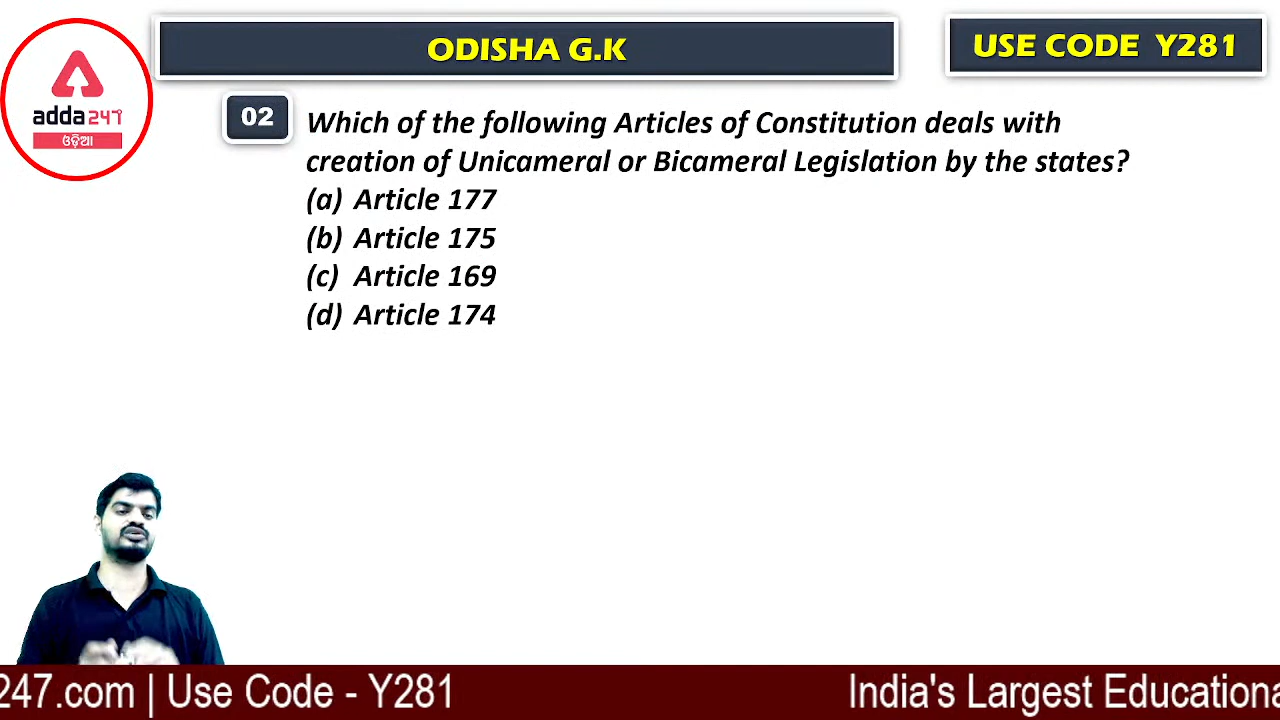 ODISHA G.K
USE CODE Y281
adda247
ଓଡ଼ିଆ
02
Which of the following Articles of Constitution deals with
creation of Unicameral or Bicameral Legislation by the states?
(a) Article 177
(b) Article 175
(c) Article 169
(d) Article 174
247.com | Use Code - Y281
India's Largest Educationa